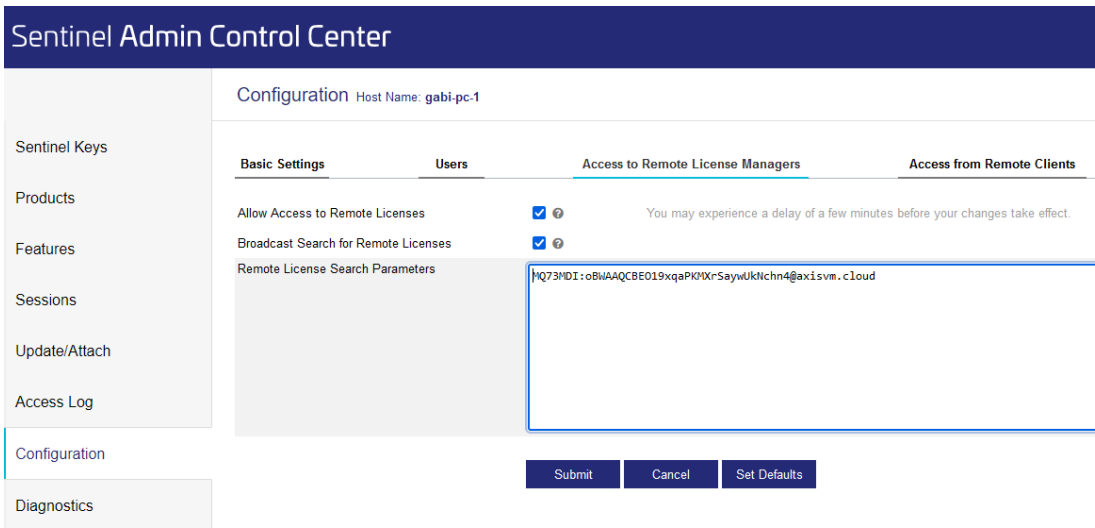 Sentinel Admin Control Center
Configuration Host Name: gabi-pc-1
Sentinel Keys
Products
Features
Sessions
Update/Attach
Access Log
Configuration
Diagnostics
Basic Settings Users Access to Remote License Managers Access from Remote Clients
Allow Access to Remote Licenses You may experience a delay of a few minutes before your changes take effect.
Broadcast Search for Remote Licenses
Remote License Search Parameters
MQ73MDI:oBWAAQCBEO19xqaPKMXrSaywUkNchn4@axisvm.cloud
Submit Cancel Set Defaults